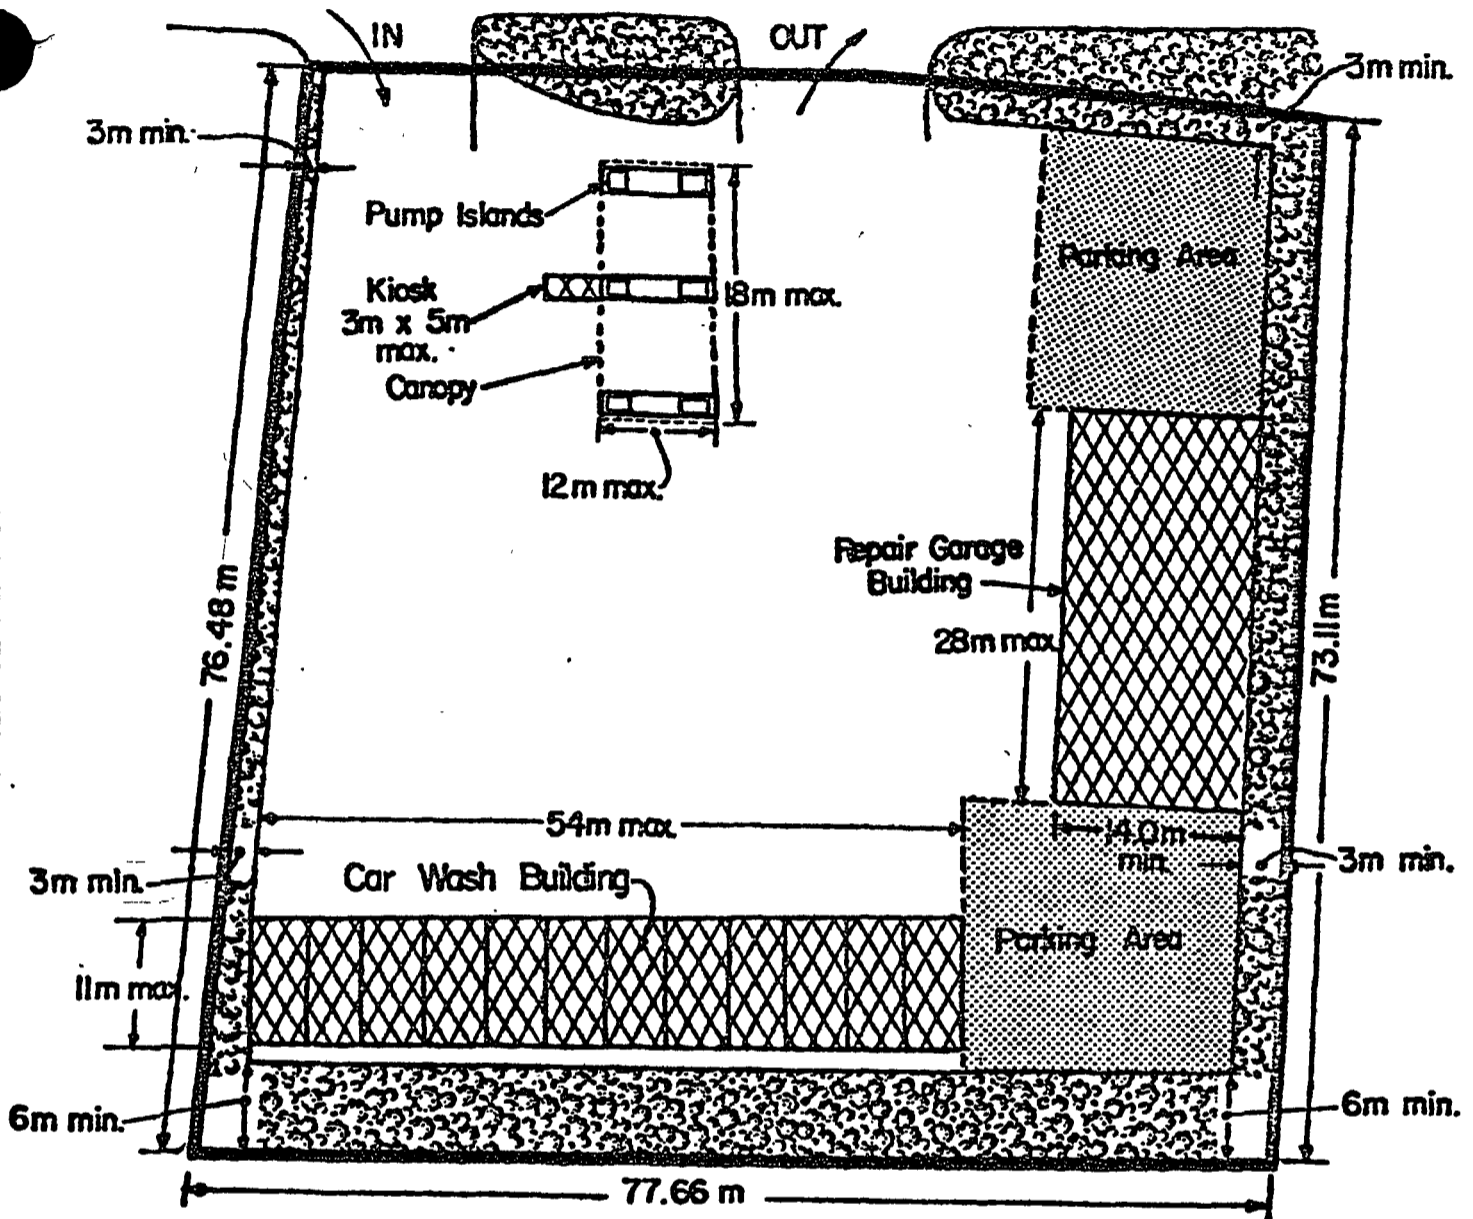 IN
OUT
3m min.
3m min.
Pump Islands
Parking Area
Kiosk
3m x 5m
max.
18m max.
Canopy
12m max.
Repair Garage
Building
28m max.
76.48 m
73.11m
54m max.
14.0m
min.
3m min.
3m min.
Car Wash Building
Parking Area
11m max.
6m min.
6m min.
77.66 m